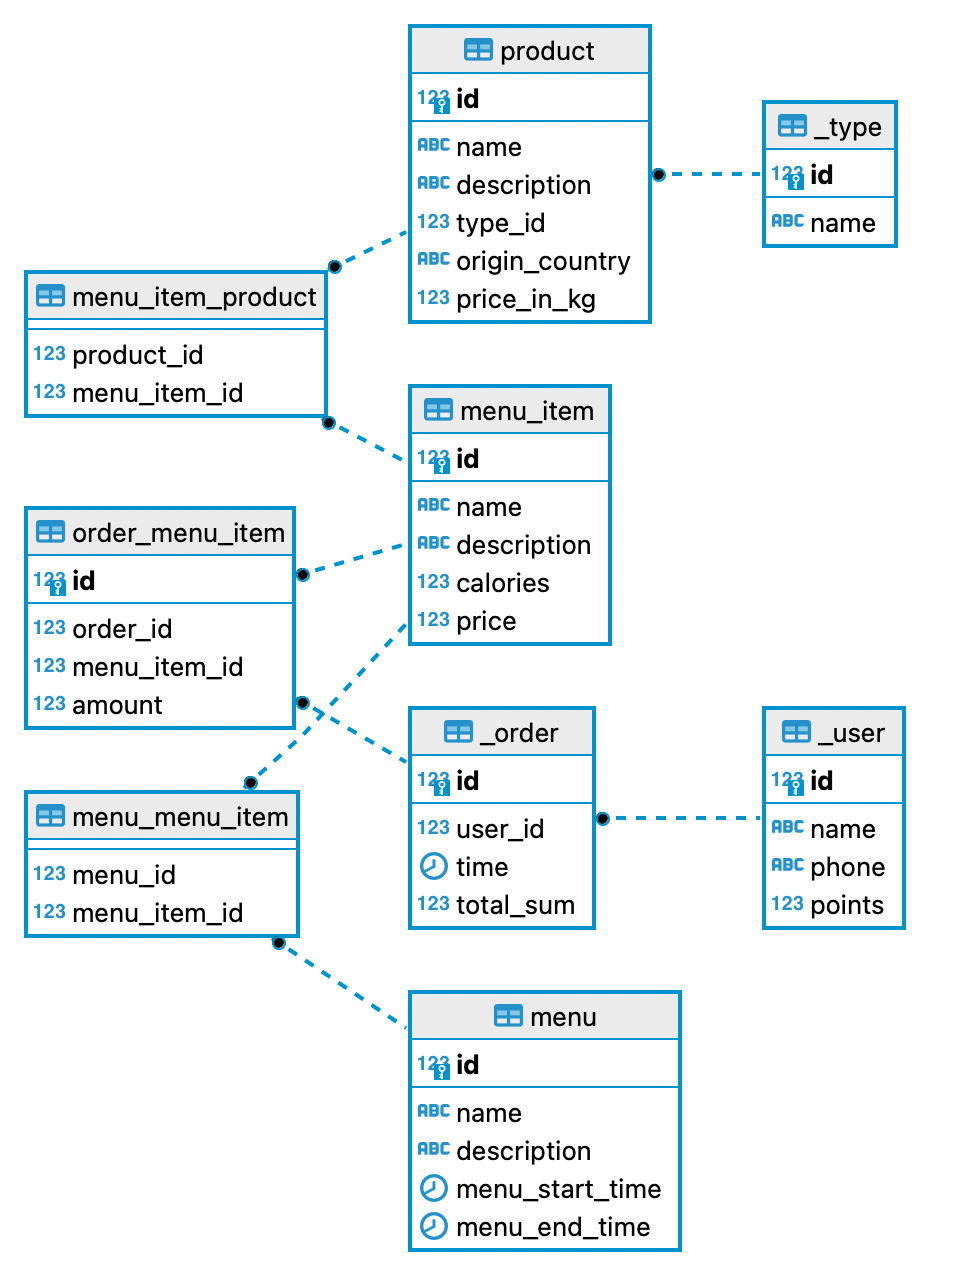 product
123 id
ABC name
ABC description
123 type_id
ABC origin_country
123 price_in_kg
_type
123 id
ABC name
menu_item_product
123 product_id
123 menu_item_id
menu_item
123 id
ABC name
ABC description
123 calories
123 price
order_menu_item
123 id
123 order_id
123 menu_item_id
123 amount
_order
123 id
123 user_id
time
123 total_sum
_user
123 id
ABC name
ABC phone
123 points
menu_menu_item
123 menu_id
123 menu_item_id
menu
123 id
ABC name
ABC description
menu_start_time
menu_end_time